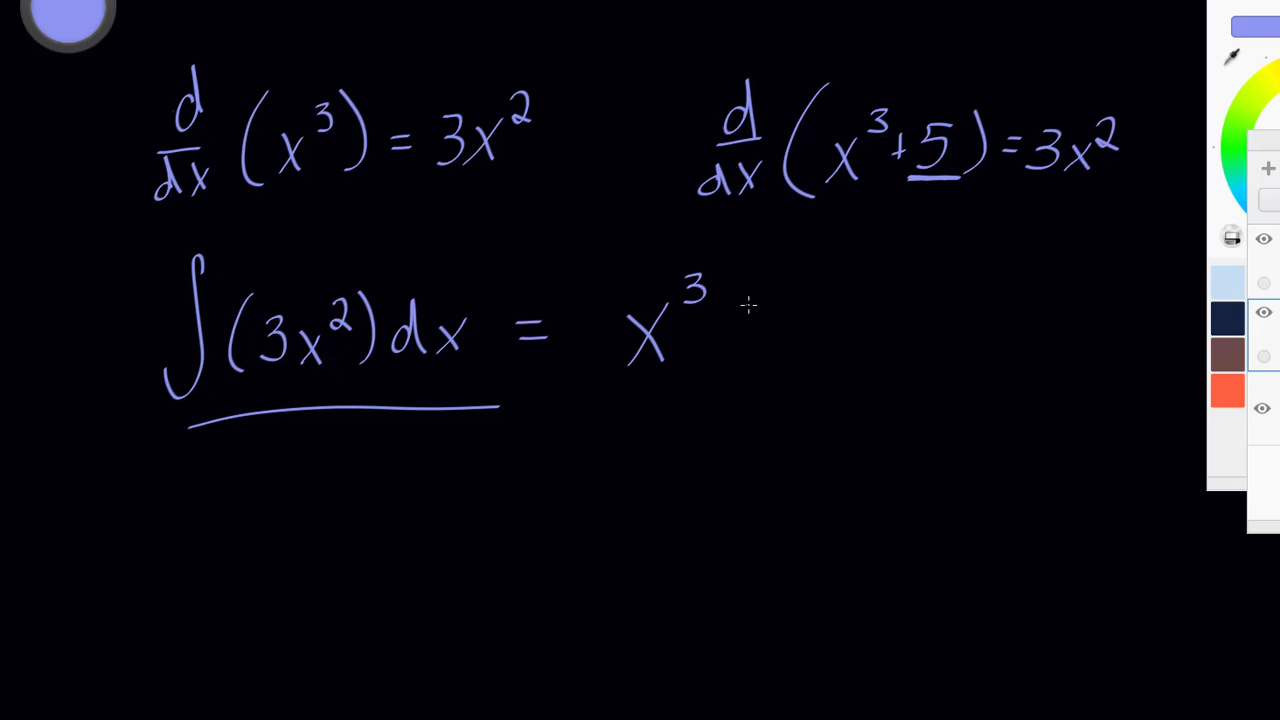 d/dx (x³) = 3x²
d/dx (x³+5) = 3x²
∫(3x²)dx = x³